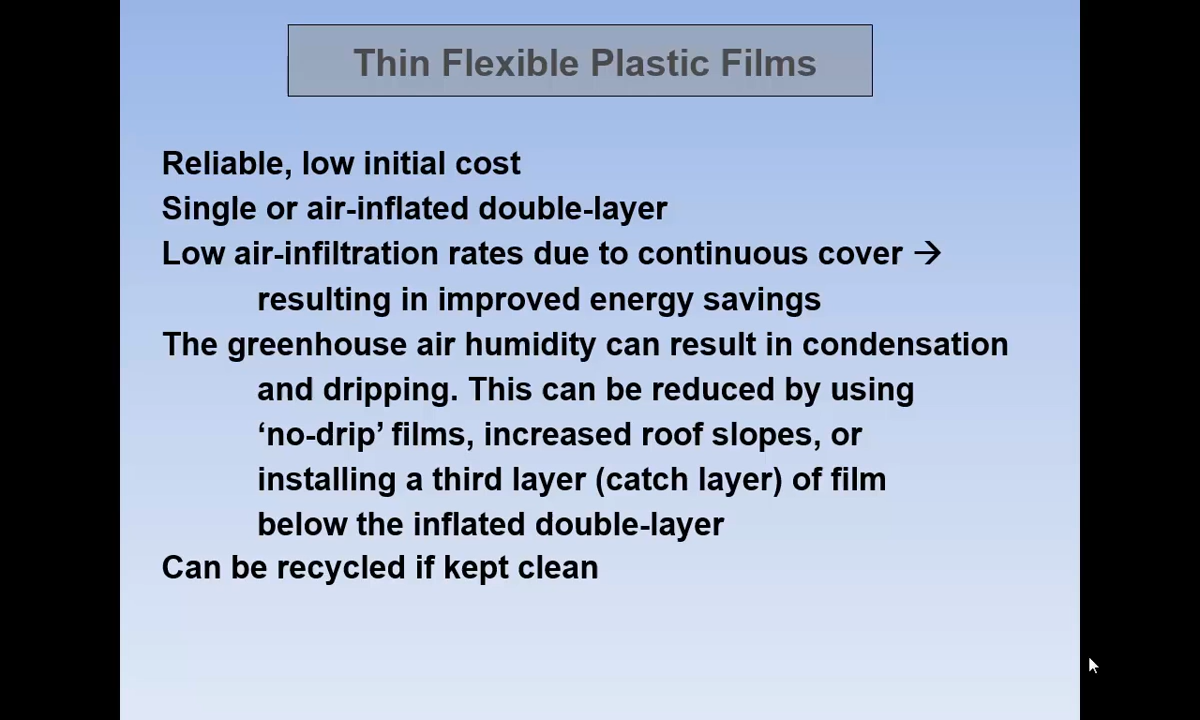 Thin Flexible Plastic Films
Reliable, low initial cost
Single or air-inflated double-layer
Low air-infiltration rates due to continuous cover →
resulting in improved energy savings
The greenhouse air humidity can result in condensation
and dripping. This can be reduced by using
‘no-drip’ films, increased roof slopes, or
installing a third layer (catch layer) of film
below the inflated double-layer
Can be recycled if kept clean